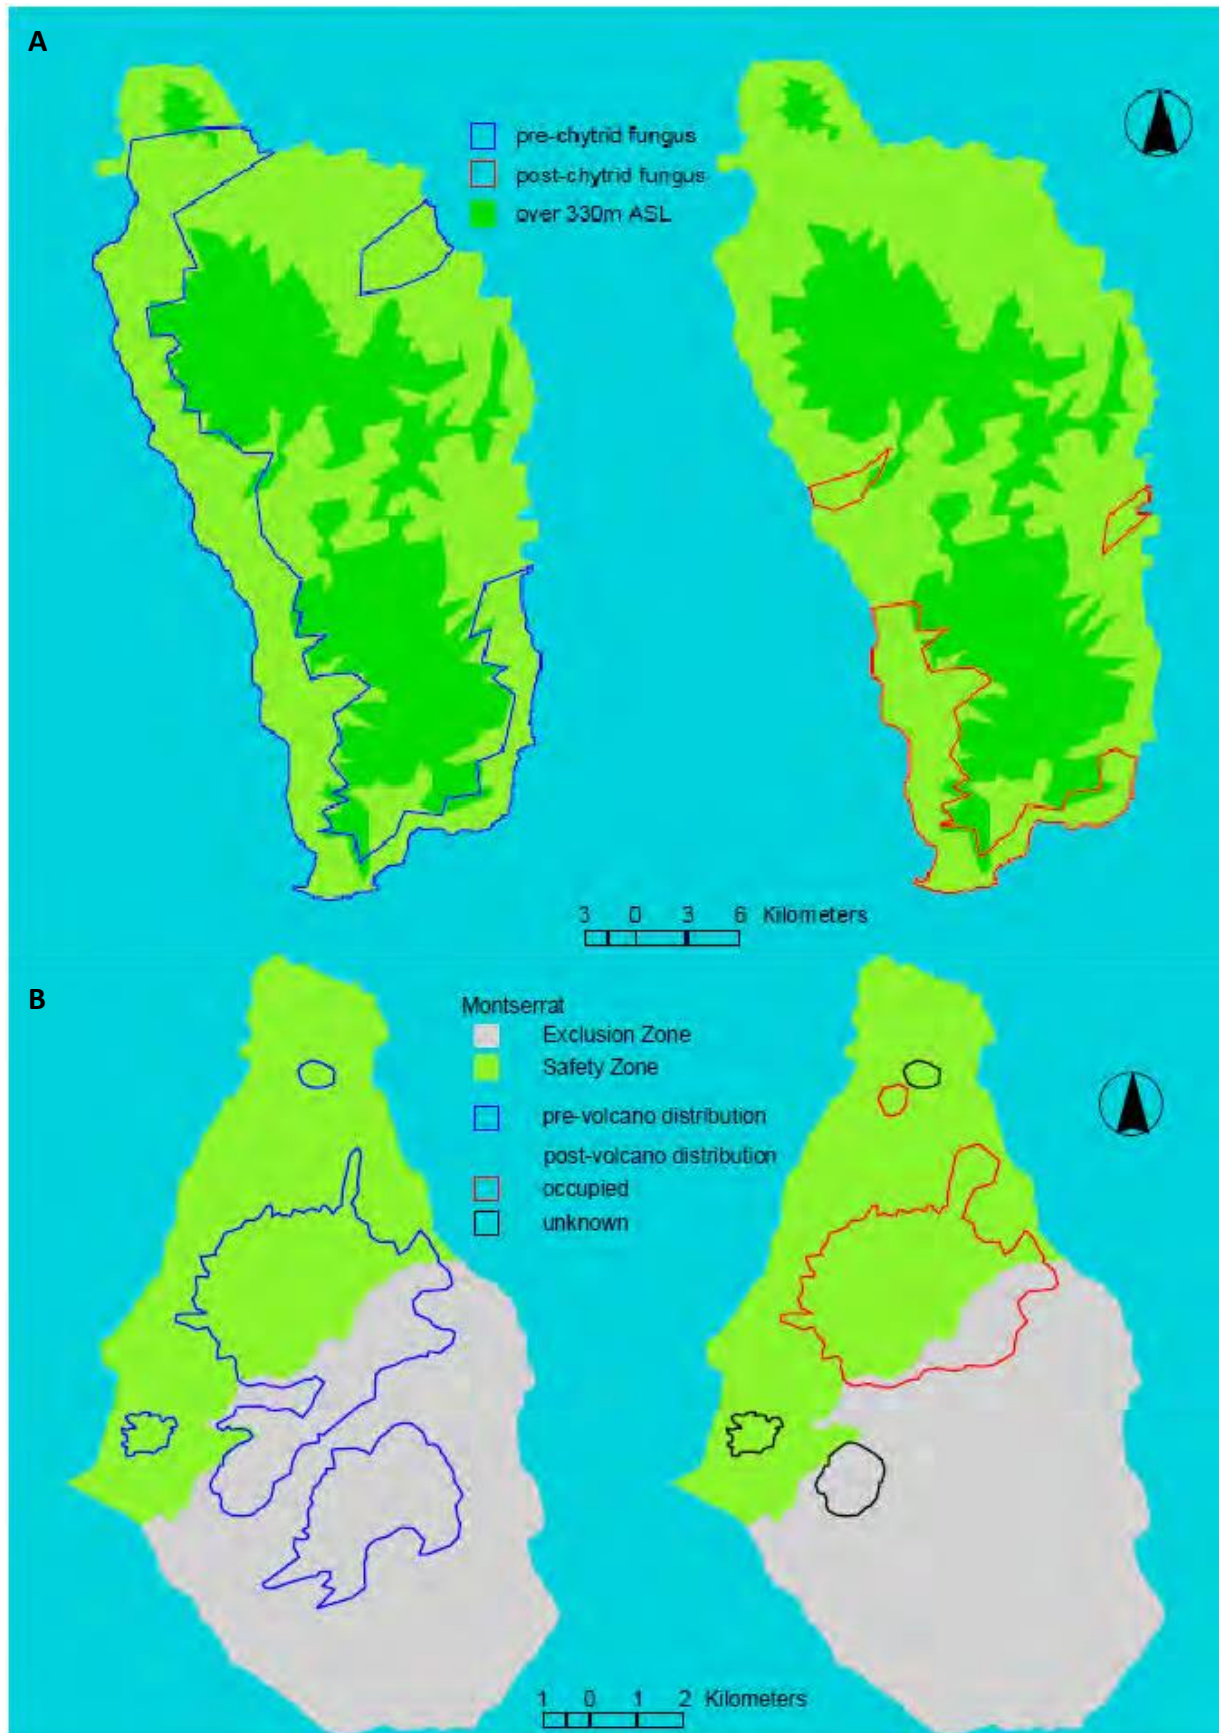 A
pre-chytrid fungus
post-chytrid fungus
over 330m ASL
3 0 3 6 Kilometers
B
Montserrat
Exclusion Zone
Safety Zone
pre-volcano distribution
post-volcano distribution
occupied
unknown
1 0 1 2 Kilometers